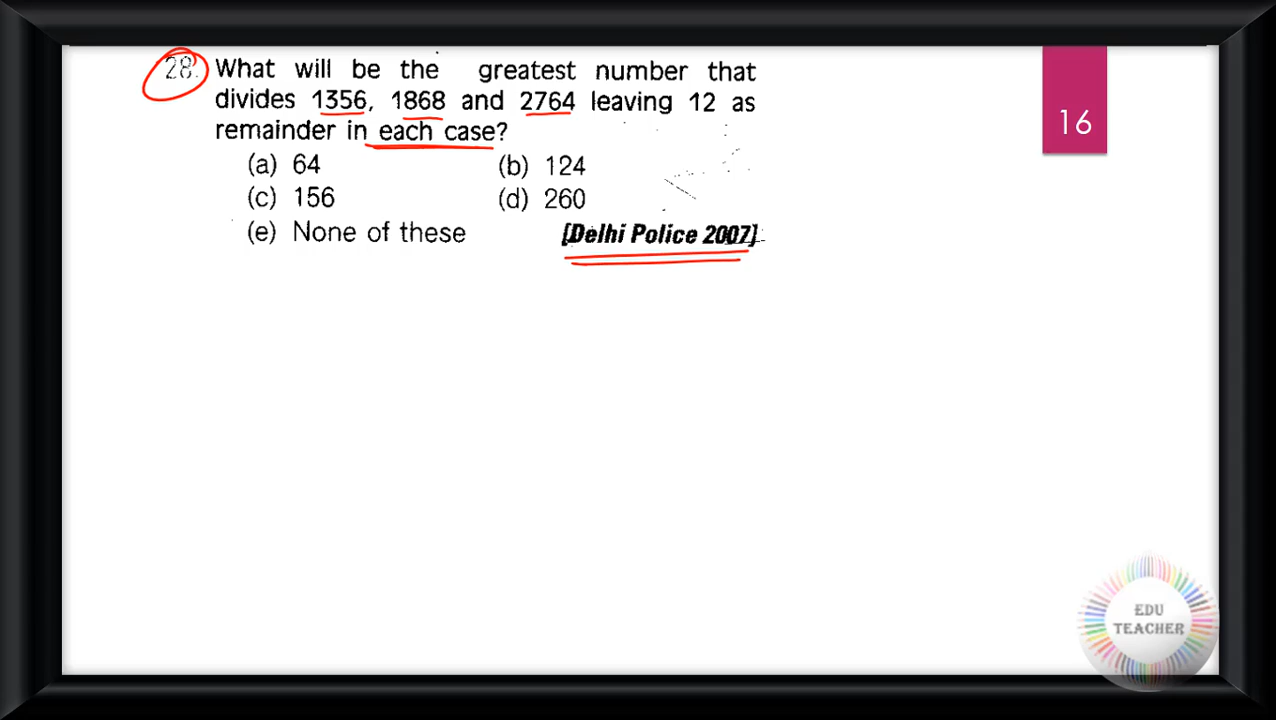 28. What will be the greatest number that
divides 1356, 1868 and 2764 leaving 12 as
remainder in each case?
(a) 64 (b) 124
(c) 156 (d) 260
(e) None of these [Delhi Police 2007]
16
EDU
TEACHER